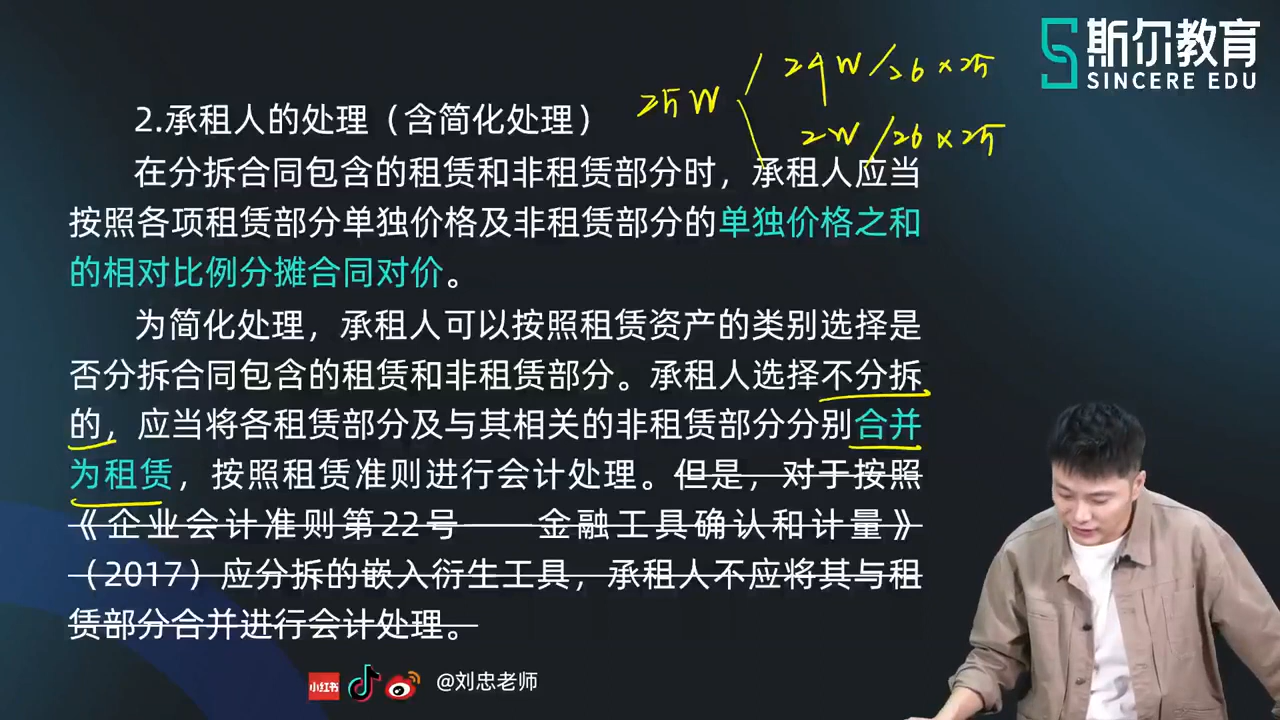 斯尔教育
SINCERE EDU
24W/26×25
25W
2W/26×25
2.承租人的处理（含简化处理）
在分拆合同包含的租赁和非租赁部分时，承租人应当
按照各项租赁部分单独价格及非租赁部分的单独价格之和
的相对比例分摊合同对价。
为简化处理，承租人可以按照租赁资产的类别选择是
否分拆合同包含的租赁和非租赁部分。承租人选择不分拆
的，应当将各租赁部分及与其相关的非租赁部分分别合并
为租赁，按照租赁准则进行会计处理。但是，对于按照
《企业会计准则第22号——金融工具确认和计量》
（2017）应分拆的嵌入衍生工具，承租人不应将其与租
赁部分合并进行会计处理。
小红书 @刘忠老师